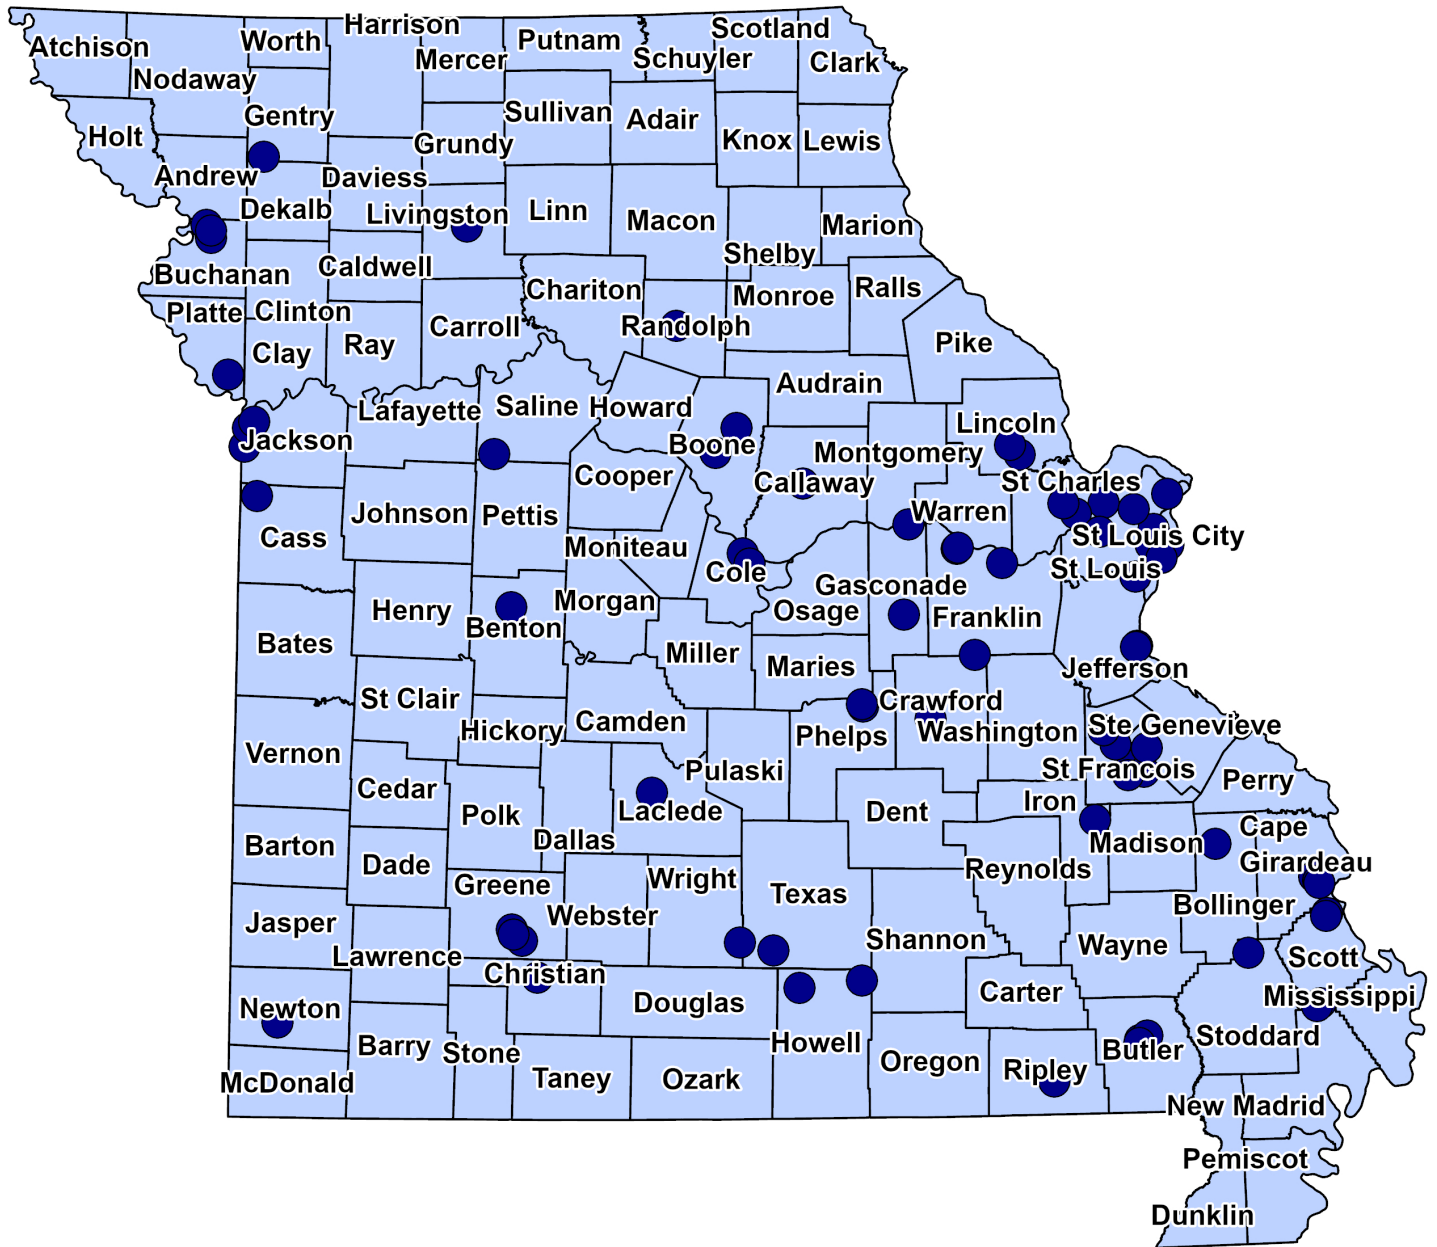 Atchison
Nodaway
Worth
Harrison
Mercer
Putnam
Schuyler
Scotland
Clark
Holt
Gentry
Grundy
Sullivan
Adair
Knox
Lewis
Andrew
Dekalb
Daviess
Livingston
Linn
Macon
Shelby
Marion
Buchanan
Caldwell
Chariton
Monroe
Ralls
Platte
Clinton
Clay
Ray
Carroll
Randolph
Pike
Audrain
Jackson
Lafayette
Saline
Howard
Boone
Lincoln
Montgomery
Cooper
Callaway
St Charles
Cass
Johnson
Pettis
Warren
Moniteau
Cole
St Louis City
St Louis
Gasconade
Henry
Benton
Morgan
Osage
Franklin
Bates
Miller
Maries
Jefferson
St Clair
Hickory
Camden
Crawford
Phelps
Washington
Ste Genevieve
Vernon
Cedar
Pulaski
St Francois
Perry
Polk
Laclede
Dent
Iron
Barton
Dade
Dallas
Madison
Cape
Girardeau
Greene
Wright
Texas
Reynolds
Jasper
Webster
Bollinger
Lawrence
Shannon
Wayne
Scott
Christian
Newton
Douglas
Carter
Mississippi
Barry
Stone
Howell
Oregon
Ripley
Butler
Stoddard
McDonald
Taney
Ozark
New Madrid
Pemiscot
Dunklin